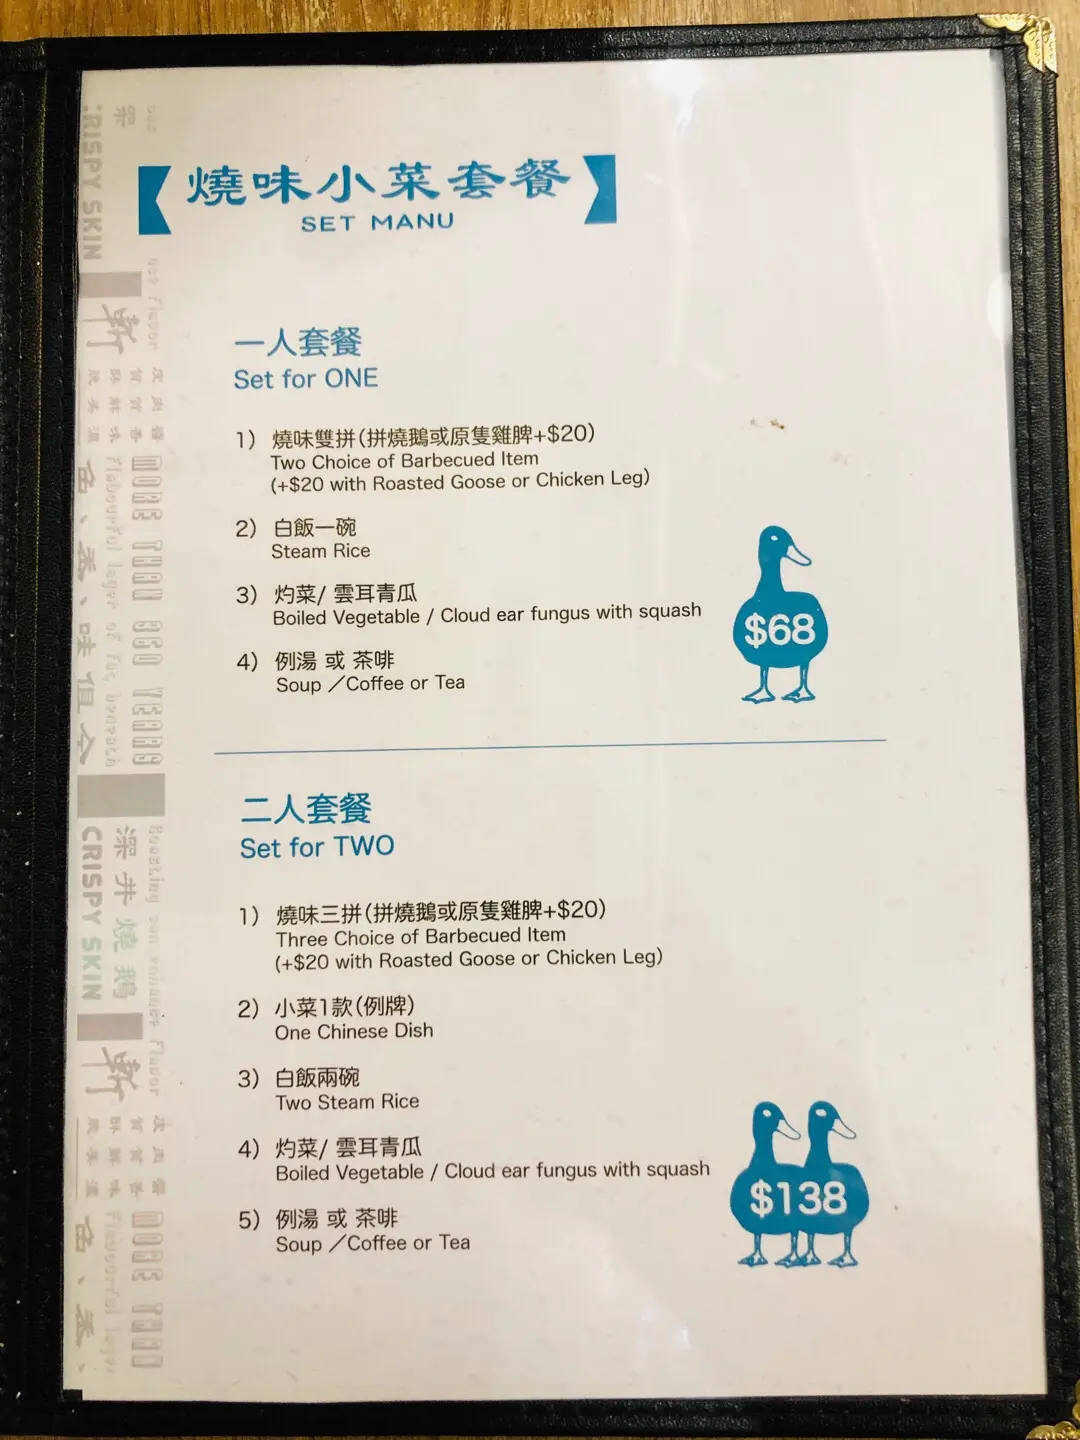 燒味小菜套餐
SET MANU
一人套餐
Set for ONE
1) 燒味雙拼(拼燒鵝或原隻雞脾+$20)
Two Choice of Barbecued Item
(+$20 with Roasted Goose or Chicken Leg)
2) 白飯一碗
Steam Rice
3) 灼菜/ 雲耳青瓜
Boiled Vegetable / Cloud ear fungus with squash
4) 例湯 或 茶啡
Soup ／Coffee or Tea
$68
二人套餐
Set for TWO
1) 燒味三拼(拼燒鵝或原隻雞脾+$20)
Three Choice of Barbecued Item
(+$20 with Roasted Goose or Chicken Leg)
2) 小菜1款(例牌)
One Chinese Dish
3) 白飯兩碗
Two Steam Rice
4) 灼菜/ 雲耳青瓜
Boiled Vegetable / Cloud ear fungus with squash
5) 例湯 或 茶啡
Soup ／Coffee or Tea
$138
CRISPY SKIN
深井燒鵝
CRISPY SKIN